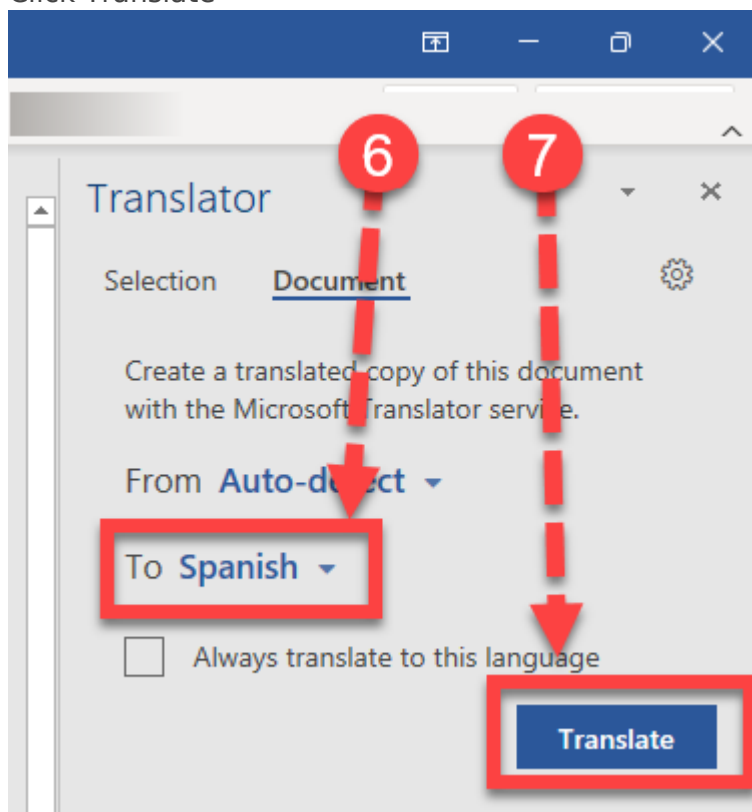 Click Translate
6 7
Translator
Selection Document
Create a translated copy of this document
with the Microsoft Translator service.
From Auto-detect
To Spanish
Always translate to this language
Translate